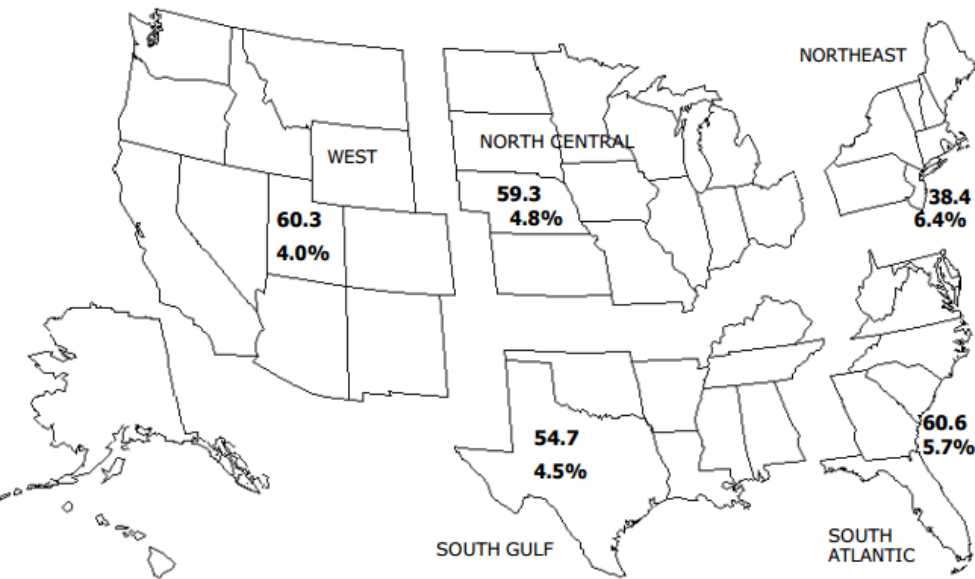 NORTHEAST
NORTH CENTRAL
WEST
59.3
4.8%
38.4
6.4%
60.3
4.0%
60.6
5.7%
54.7
4.5%
SOUTH GULF
SOUTH
ATLANTIC